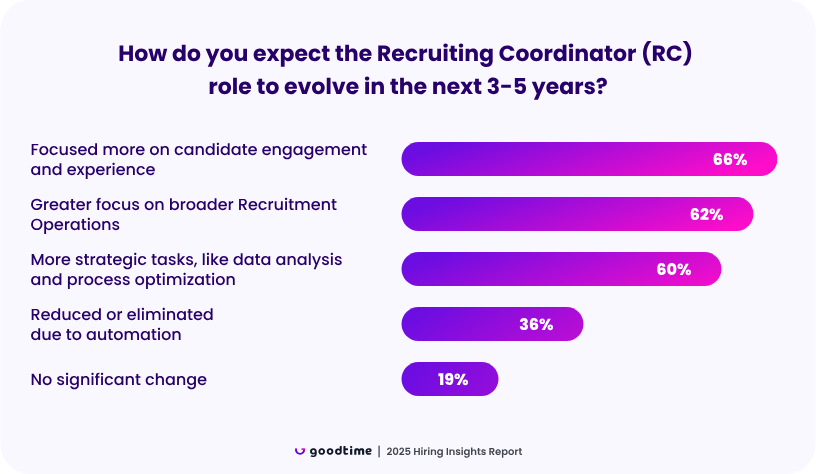 How do you expect the Recruiting Coordinator (RC)
role to evolve in the next 3-5 years?
Focused more on candidate engagement
and experience
66%
Greater focus on broader Recruitment
Operations
62%
More strategic tasks, like data analysis
and process optimization
60%
Reduced or eliminated
due to automation
36%
No significant change
19%
goodtime | 2025 Hiring Insights Report